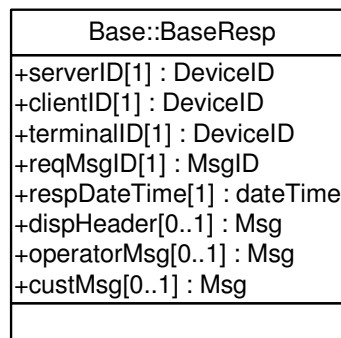 Base::BaseResp
+serverID[1] : DeviceID
+clientID[1] : DeviceID
+terminalID[1] : DeviceID
+reqMsgID[1] : MsgID
+respDateTime[1] : dateTime
+dispHeader[0..1] : Msg
+operatorMsg[0..1] : Msg
+custMsg[0..1] : Msg